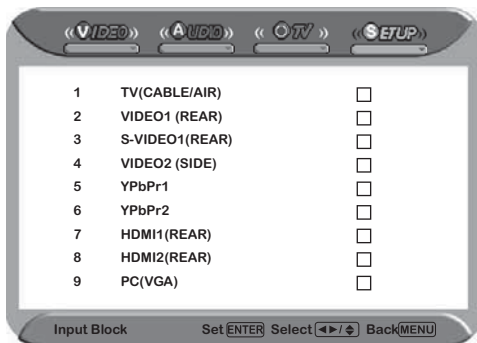 VIDEO AUDIO TV SETUP
1 TV(CABLE/AIR)
2 VIDEO1 (REAR)
3 S-VIDEO1(REAR)
4 VIDEO2 (SIDE)
5 YPbPr1
6 YPbPr2
7 HDMI1(REAR)
8 HDMI2(REAR)
9 PC(VGA)
Input Block Set ENTER Select ◄►/♦ Back MENU